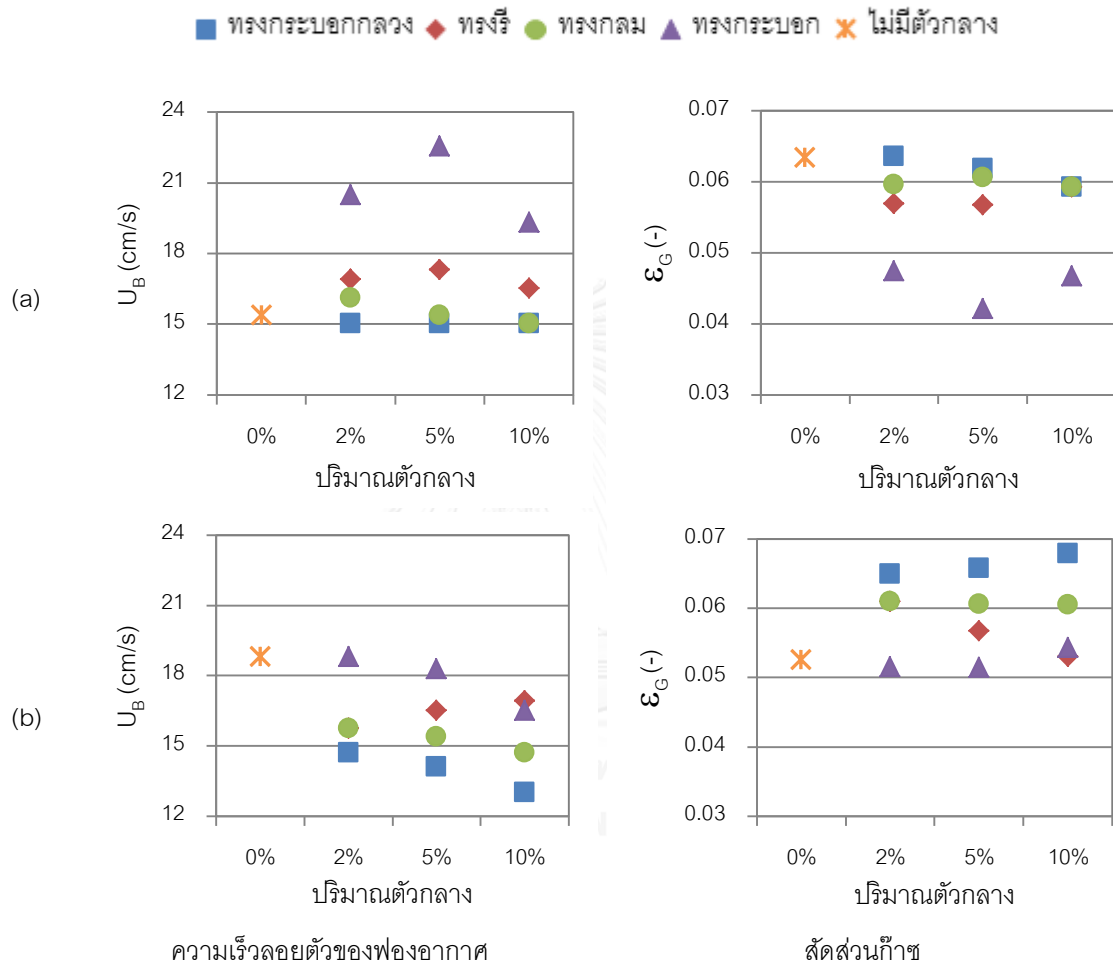 ทรงกระบอกกลวง ทรงรี ทรงกลม ทรงกระบอก ไม่มีตัวกลาง
(a)
U_B (cm/s)
24
21
18
15
12
0% 2% 5% 10%
ปริมาณตัวกลาง
ε_G (-)
0.07
0.06
0.05
0.04
0.03
0% 2% 5% 10%
ปริมาณตัวกลาง
(b)
U_B (cm/s)
24
21
18
15
12
0% 2% 5% 10%
ปริมาณตัวกลาง
ε_G (-)
0.07
0.06
0.05
0.04
0.03
0% 2% 5% 10%
ปริมาณตัวกลาง
ความเร็วลอยตัวของฟองอากาศ
สัดส่วนก๊าซ